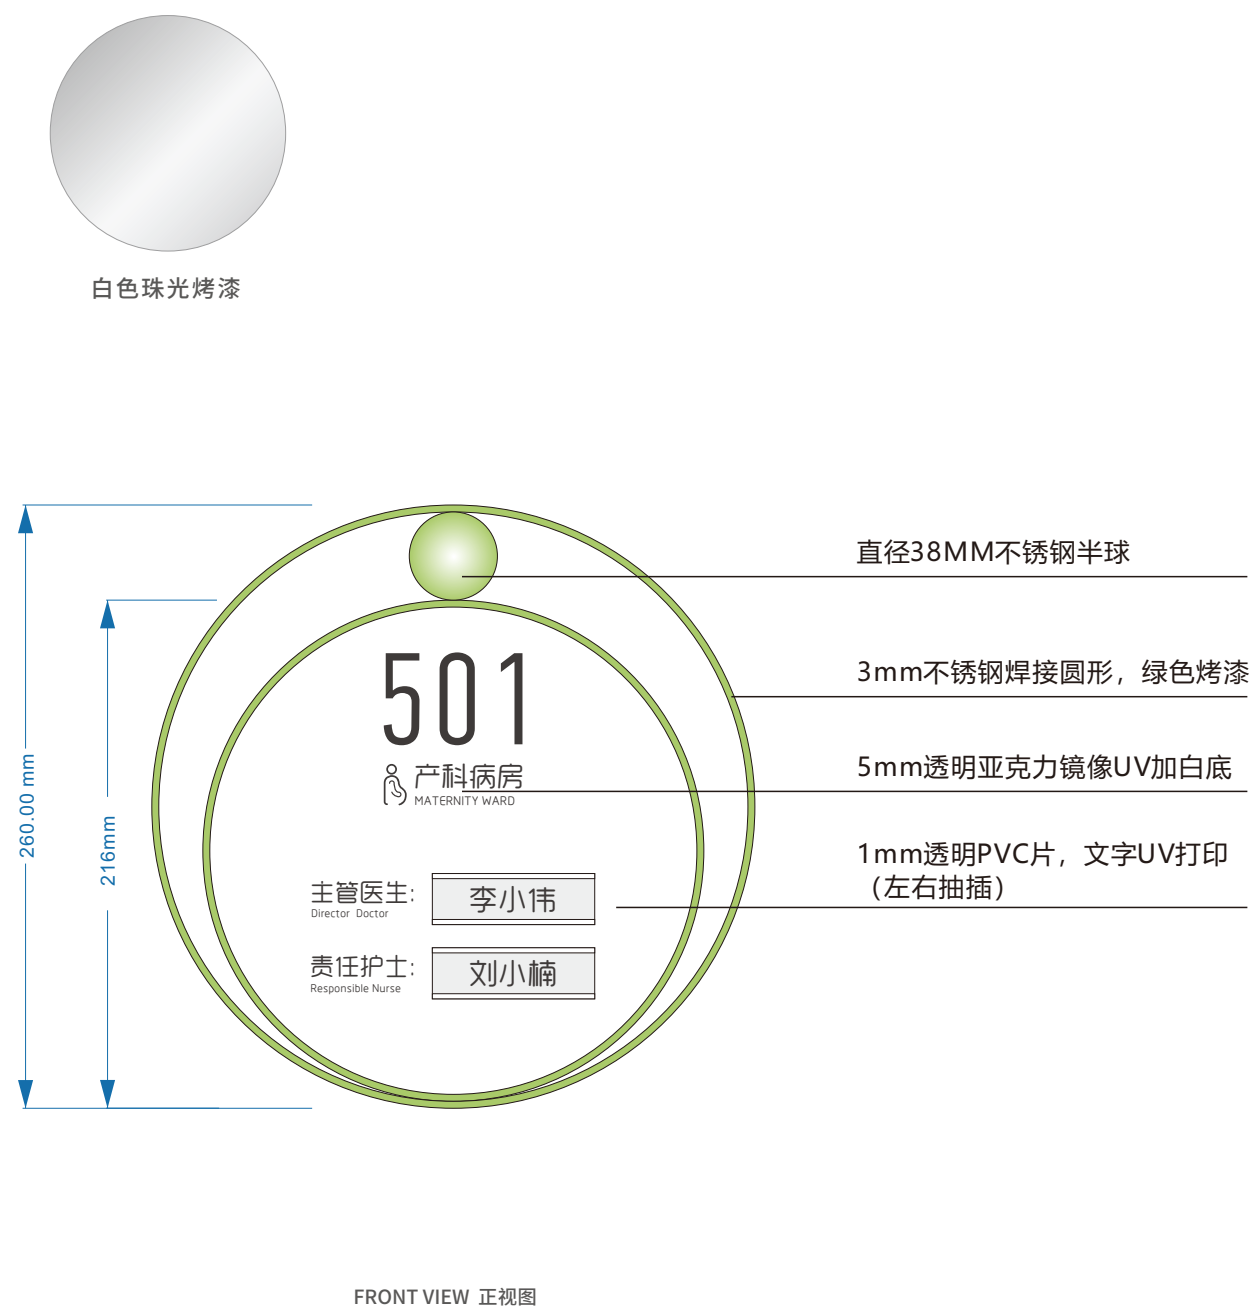 白色珠光烤漆
直径38MM不锈钢半球
3mm不锈钢焊接圆形，绿色烤漆
5mm透明亚克力镜像UV加白底
1mm透明PVC片，文字UV打印
（左右抽插）
260.00 mm
216mm
501
产科病房
MATERNITY WARD
主管医生:
Director Doctor
李小伟
责任护士:
Responsible Nurse
刘小楠
FRONT VIEW 正视图